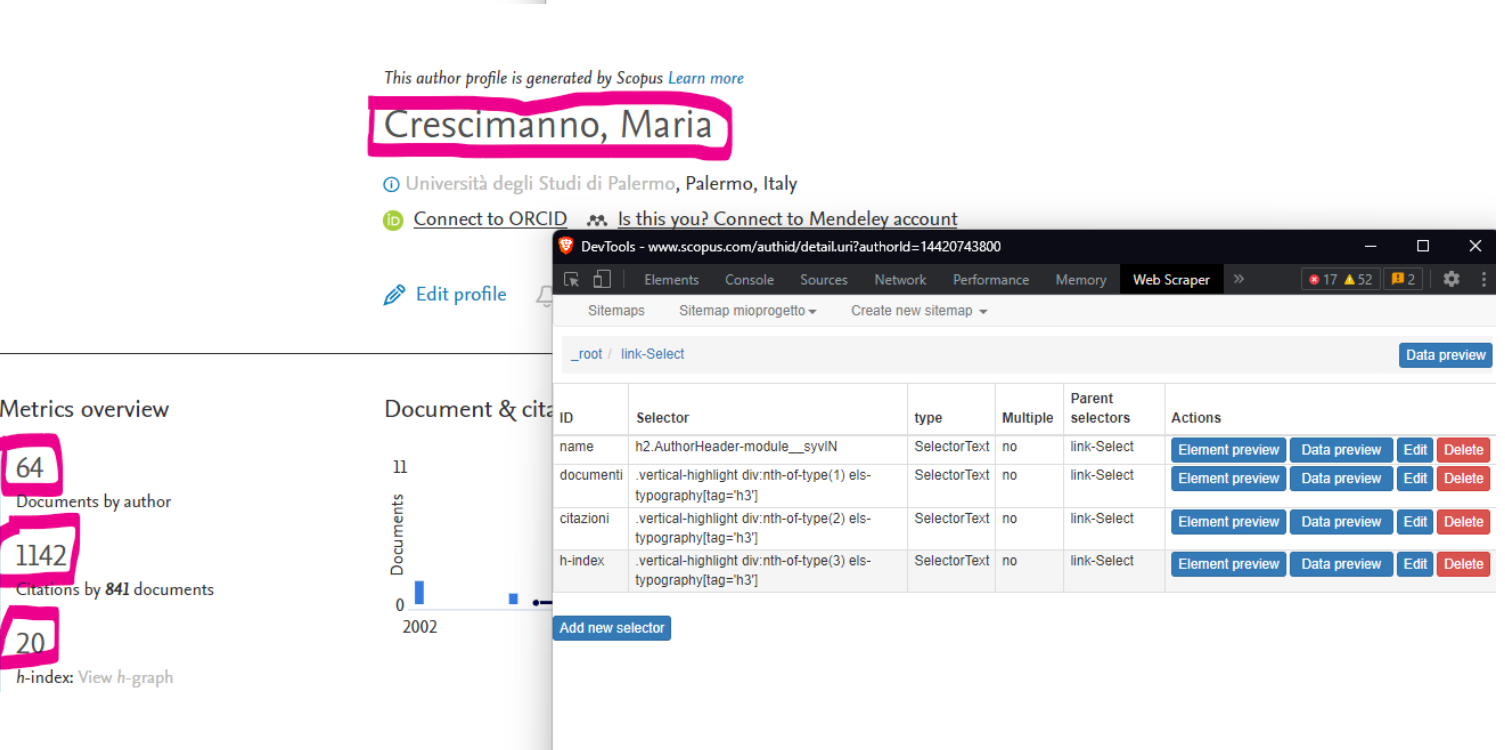 This author profile is generated by Scopus Learn more
Crescimanno, Maria
Università degli Studi di Palermo, Palermo, Italy
Connect to ORCID Is this you? Connect to Mendeley account
Edit profile
Metrics overview
64
Documents by author
1142
Citations by 841 documents
20
h-index: View h-graph
Document & cita
11
Documents
0
2002
DevTools - www.scopus.com/authid/detail.uri?authorId=14420743800
Elements Console Sources Network Performance Memory Web Scraper » 17 52 2
Sitemaps Sitemap mioprogetto Create new sitemap
_root / link-Select Data preview
ID Selector type Multiple Parent selectors Actions
name h2.AuthorHeader-module__syvlN SelectorText no link-Select Element preview Data preview Edit Delete
documenti .vertical-highlight div:nth-of-type(1) els-
typography[tag='h3'] SelectorText no link-Select Element preview Data preview Edit Delete
citazioni .vertical-highlight div:nth-of-type(2) els-
typography[tag='h3'] SelectorText no link-Select Element preview Data preview Edit Delete
h-index .vertical-highlight div:nth-of-type(3) els-
typography[tag='h3'] SelectorText no link-Select Element preview Data preview Edit Delete
Add new selector